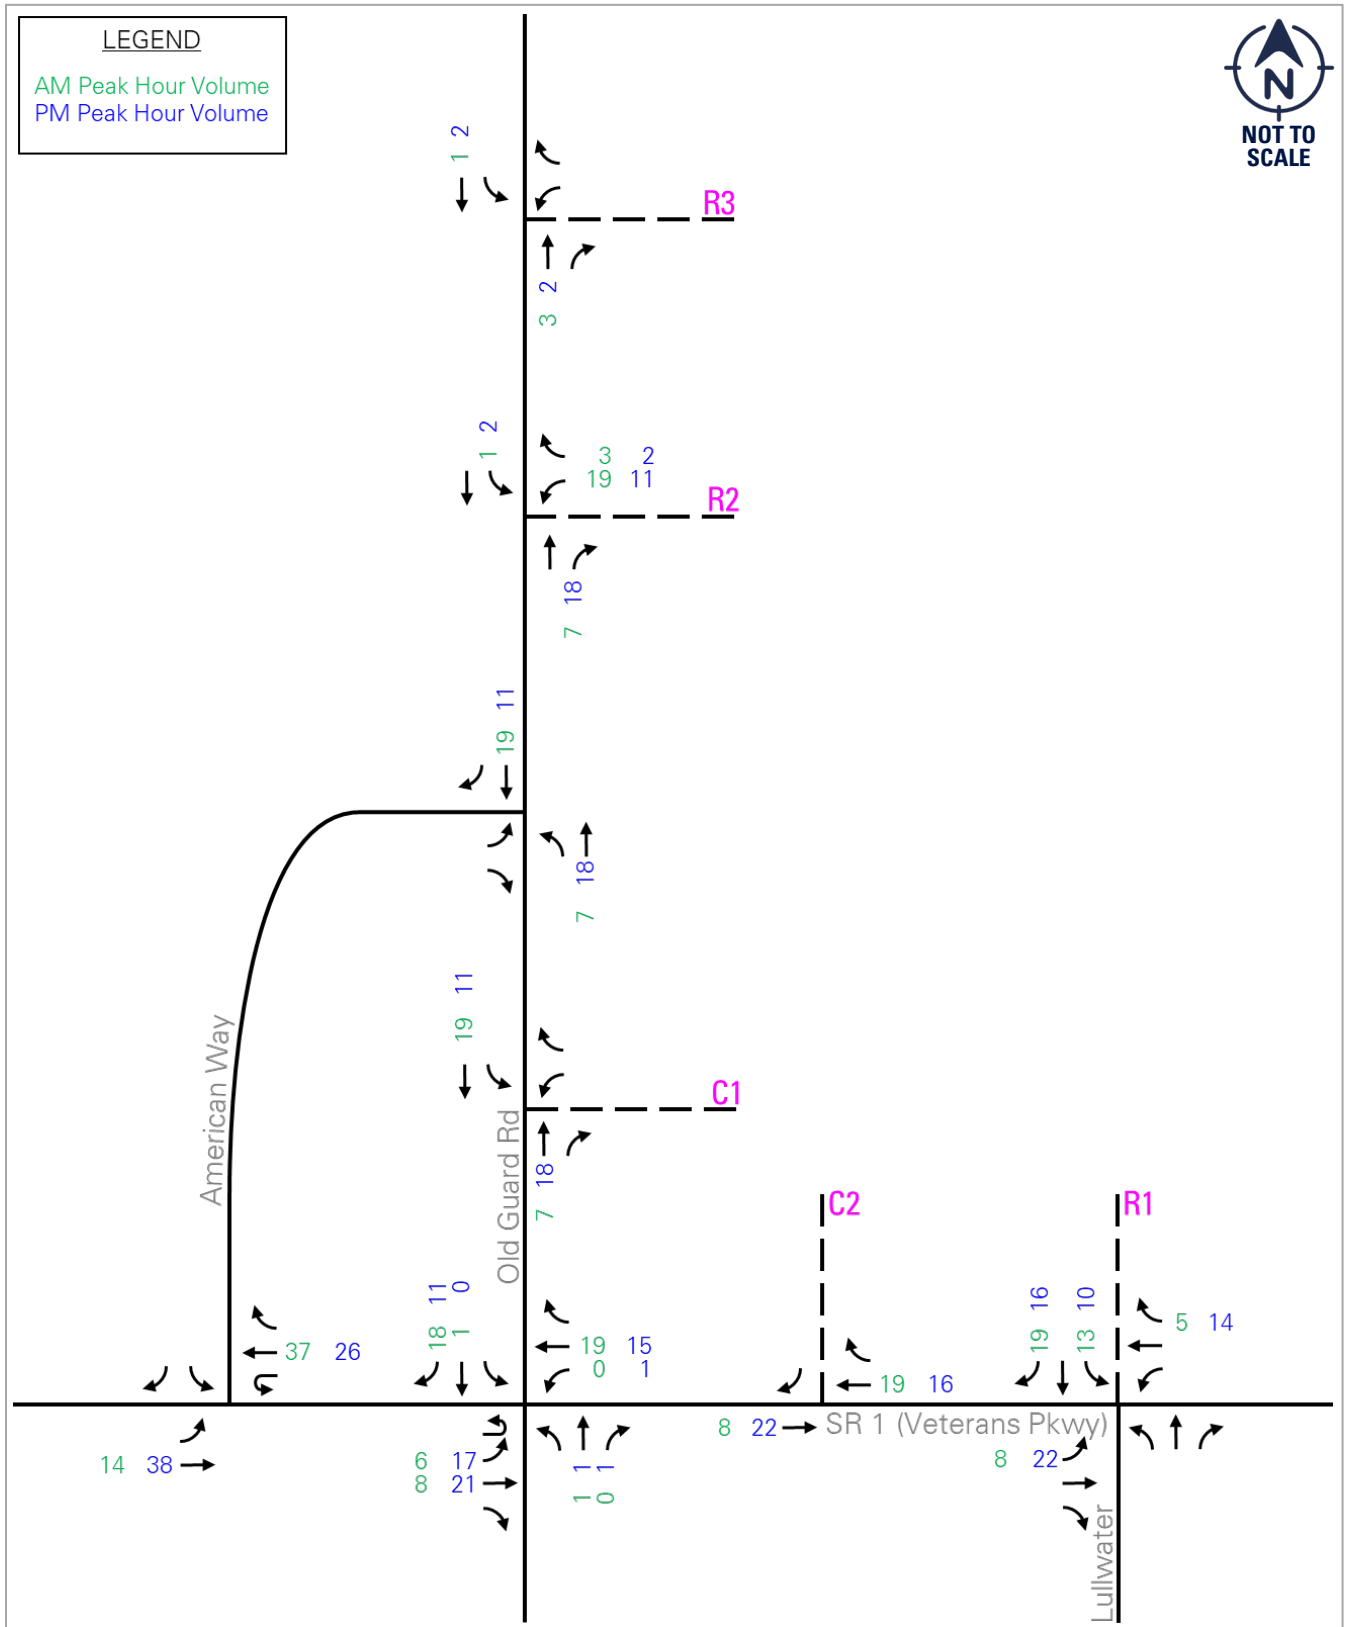 LEGEND
AM Peak Hour Volume
PM Peak Hour Volume
N
NOT TO
SCALE
1 2
R3
3 2
1 2
3 2
19 11
R2
7 18
19 11
7 18
19 11
C1
7 18
American Way
Old Guard Rd
C2
R1
18 11
1 0
19 16
13 10
5 14
37 26
19 15
0 1
19 16
8 22
SR 1 (Veterans Pkwy)
14 38
6 17
8 21
1 1
0 1
8 22
Lullwater